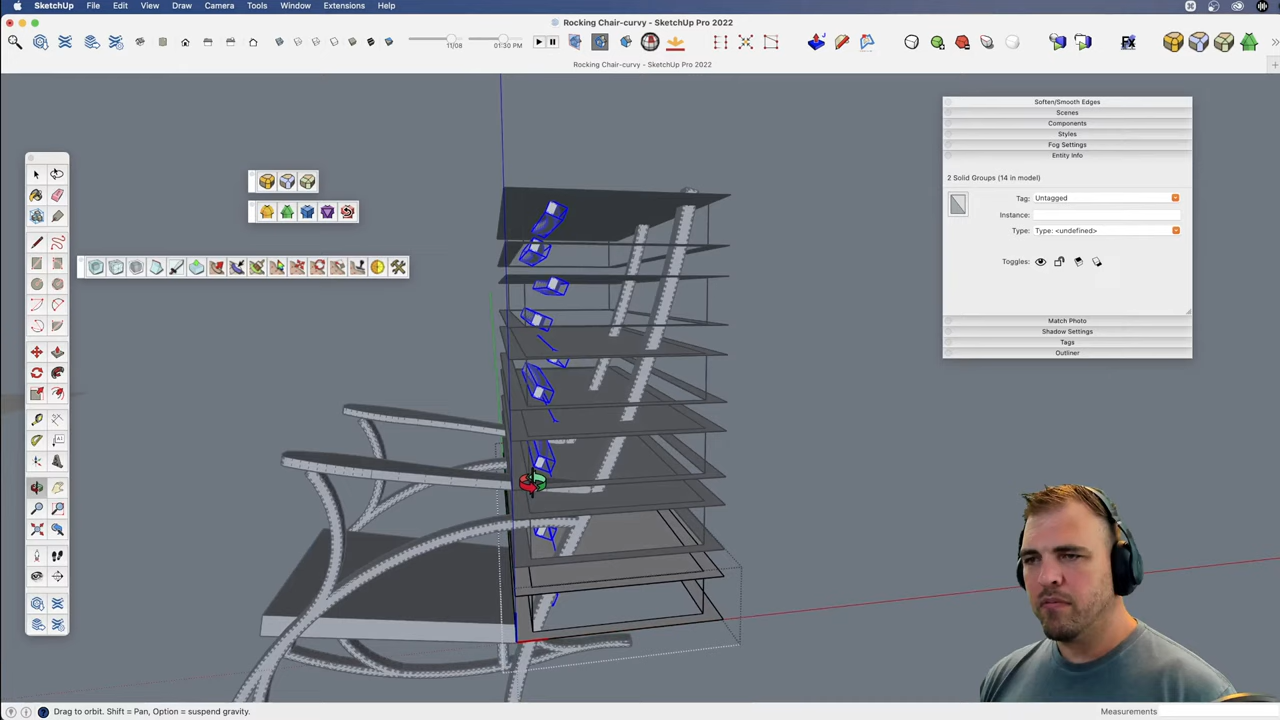 SketchUp File Edit View Draw Camera Tools Window Extensions Help
Rocking Chair-curvy - SketchUp Pro 2022
11/08 01:30 PM
Rocking Chair-curvy - SketchUp Pro 2022
Soften/Smooth Edges
Scenes
Components
Styles
Fog Settings
Entity Info
2 Solid Groups (14 in model)
Tag: Untagged
Instance:
Type: Type: <undefined>
Toggles:
Match Photo
Shadow Settings
Tags
Outliner
Drag to orbit. Shift = Pan, Option = suspend gravity.
Measurements